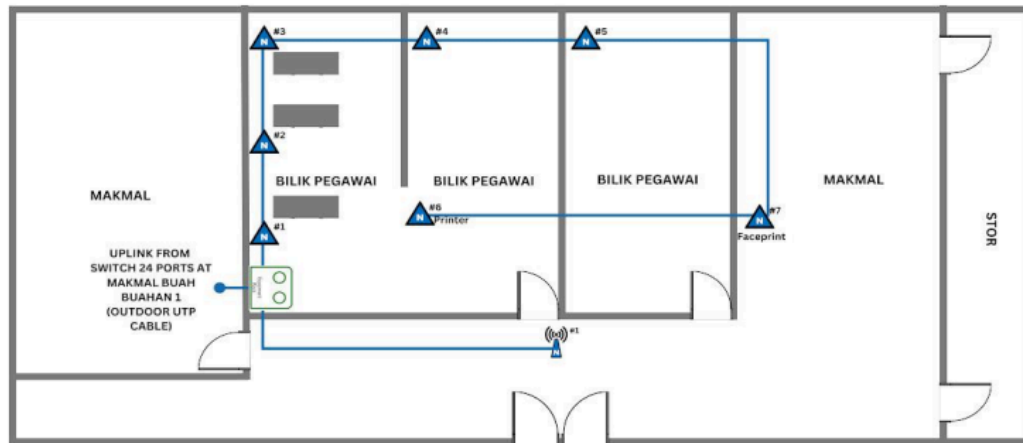 #3
#4
#5
#2
MAKMAL
BILIK PEGAWAI
BILIK PEGAWAI
BILIK PEGAWAI
MAKMAL
#1
#6
Printer
#7
Faceprint
STOR
UPLINK FROM
SWITCH 24 PORTS AT
MAKMAL BUAH
BUAHAN 1
(OUTDOOR UTP
CABLE)
#1
N
N
N
N
N
N
N
N